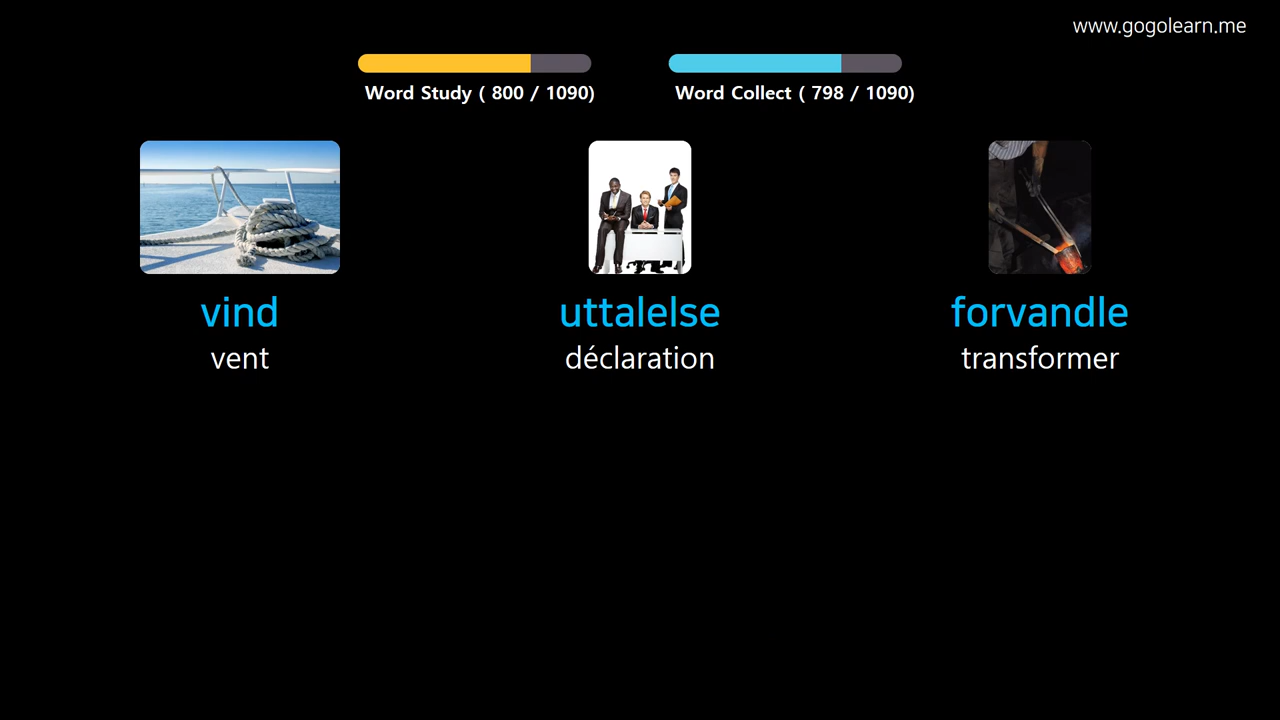 www.gogolearn.me
Word Study ( 800 / 1090)
Word Collect ( 798 / 1090)
vind
uttalelse
forvandle
vent
déclaration
transformer